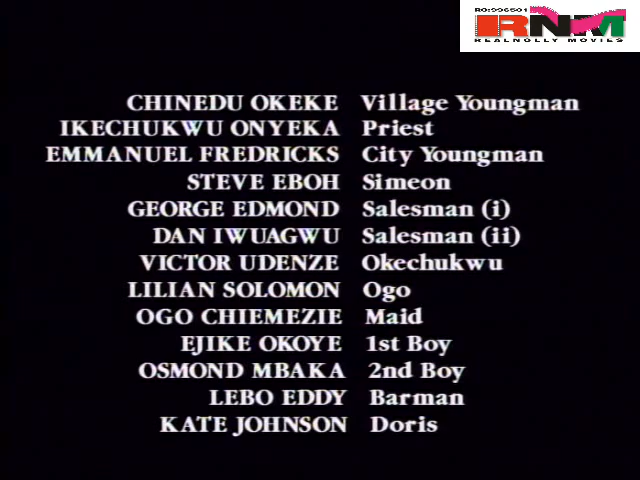 RO:996501
RNM
REALNOLLY MOVIES
CHINEDU OKEKE Village Youngman
IKECHUKWU ONYEKA Priest
EMMANUEL FREDRICKS City Youngman
STEVE EBOH Simeon
GEORGE EDMOND Salesman (i)
DAN IWUAGWU Salesman (ii)
VICTOR UDENZE Okechukwu
LILIAN SOLOMON Ogo
OGO CHIEMEZIE Maid
EJIKE OKOYE 1st Boy
OSMOND MBAKA 2nd Boy
LEBO EDDY Barman
KATE JOHNSON Doris